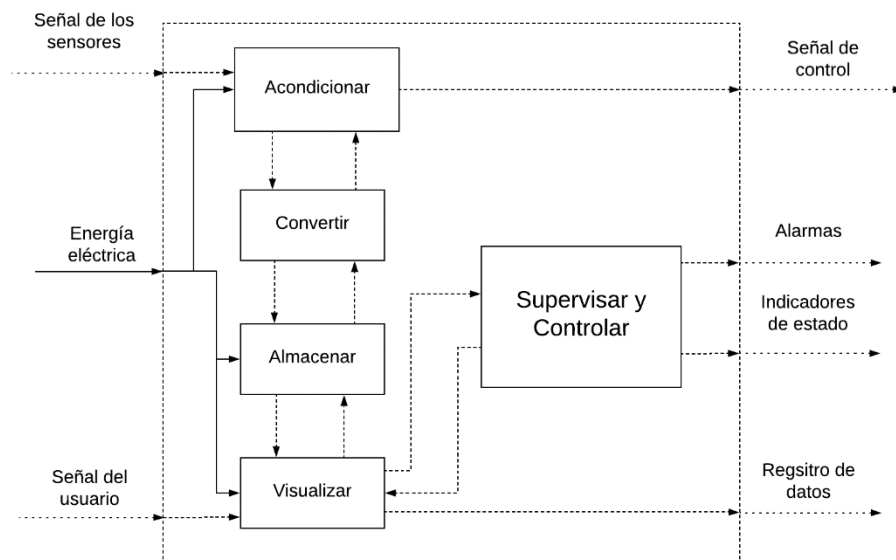 Señal de los
sensores
Acondicionar
Señal de
control
Convertir
Energía
eléctrica
Alarmas
Supervisar y
Controlar
Indicadores
de estado
Almacenar
Señal del
usuario
Visualizar
Regsitro de
datos